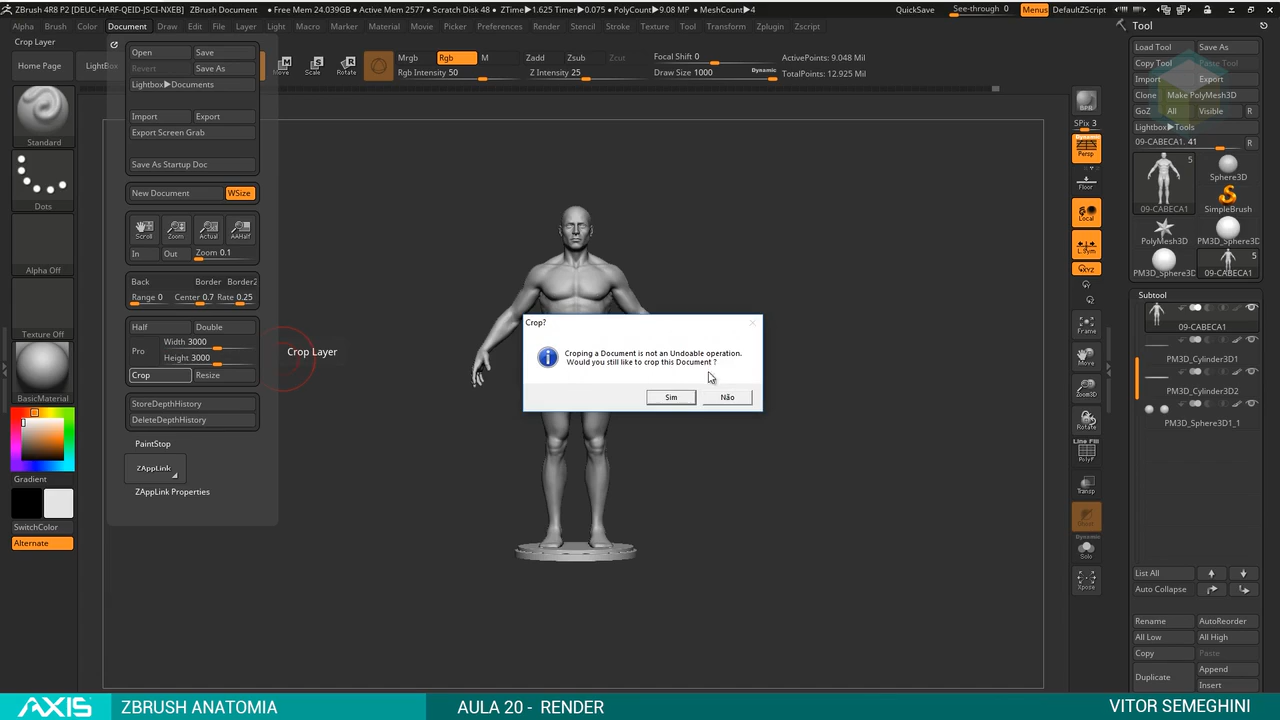 ZBrush 4R8 P2 [DEUC-HARF-QEID-JSCI-NXEB] ZBrush Document • Free Mem 24.039GB • Active Mem 2577 • Scratch Disk 48 • ZTime▶1.625 Timer▶0.075 • PolyCount▶9.08 MP • MeshCount▶4
QuickSave
See-through 0
Menus
DefaultZScript
Alpha Brush Color Document Draw Edit File Layer Light Macro Marker Material Movie Picker Preferences Render Stencil Stroke Texture Tool Transform Zplugin Zscript
Crop Layer
Home Page
LightBox
Open Save
Revert Save As
Lightbox▶Documents
Import Export
Export Screen Grab
Save As Startup Doc
New Document WSize
Scroll Zoom Actual AAHalf
In Out Zoom 0.1
Back Border Border2
Range 0 Center 0.7 Rate 0.25
Half Double
Pro
Width 3000
Height 3000
Crop Resize
StoreDepthHistory
DeleteDepthHistory
PaintStop
ZAppLink
ZAppLink Properties
Crop Layer
Move Scale Rotate
Mrgb Rgb
Rgb Intensity 50
Zadd Zsub Zcut
Z Intensity 25
Focal Shift 0
Draw Size 1000 Dynamic
ActivePoints: 9.048 Mil
TotalPoints: 12.925 Mil
Standard
Dots
Alpha Off
Texture Off
BasicMaterial
Gradient
SwitchColor
Alternate
Crop?
Croping a Document is not an Undoable operation.
Would you still like to crop this Document ?
Sim Não
BPR
SPix 3
Dynamic
Persp
Floor
Local
L.Sym
XYZ
Frame
Move
Zoom3D
Rotate
Line Fill
PolyF
Transp
Ghost
Dynamic
Solo
Xpose
Tool
Load Tool Save As
Copy Tool Paste Tool
Import Export
Clone Make PolyMesh3D
GoZ All Visible R
Lightbox▶Tools
09-CABECA1. 41 R
5
09-CABECA1
Sphere3D
SimpleBrush
PolyMesh3D
PM3D_Sphere3D
PM3D_Sphere3D
5
09-CABECA1
Subtool
09-CABECA1
PM3D_Cylinder3D1
PM3D_Cylinder3D2
PM3D_Sphere3D1_1
List All
Auto Collapse
Rename AutoReorder
All Low All High
Copy Paste
Duplicate
Append
Insert
AXIS
ZBRUSH ANATOMIA
AULA 20 - RENDER
VITOR SEMEGHINI